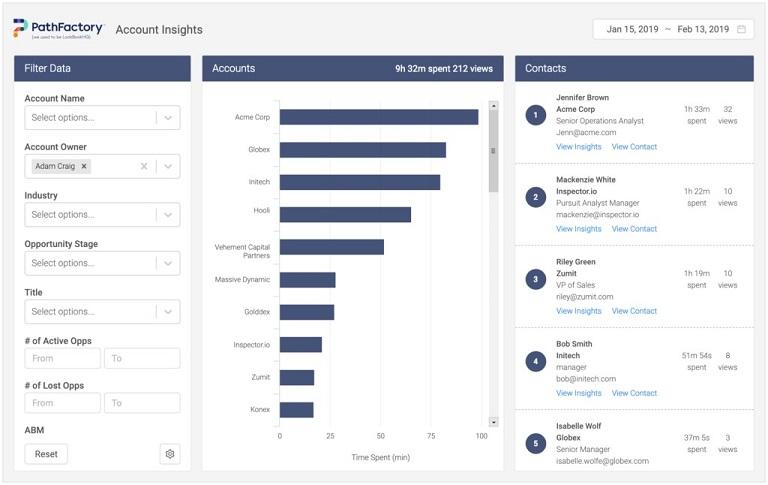 PathFactory
(we used to be LookBookHQ)
Account Insights
Jan 15, 2019 ~ Feb 13, 2019
Filter Data
Account Name
Select options...
Account Owner
Adam Craig ×
Industry
Select options...
Opportunity Stage
Select options...
Title
Select options...
# of Active Opps
From To
# of Lost Opps
From To
ABM
Reset
Accounts 9h 32m spent 212 views
Acme Corp
Globex
Initech
Hooli
Vehement Capital
Partners
Massive Dynamic
Golddex
Inspector.io
Zumit
Konex
0 25 50 75 100
Time Spent (min)
Contacts
Jennifer Brown
1 Acme Corp 1h 33m 32
Senior Operations Analyst spent views
Jenn@acme.com
View Insights View Contact
Mackenzie White
2 Inspector.io 1h 22m 10
Pursuit Analyst Manager spent views
mackenzie@inspector.io
View Insights View Contact
Riley Green
3 Zumit 1h 19m 10
VP of Sales spent views
riley@zumit.com
View Insights View Contact
Bob Smith
4 Initech 51m 54s 8
manager spent views
bob@initech.com
View Insights View Contact
Isabelle Wolf
5 Globex 37m 5s 3
Senior Manager spent views
isabelle.wolfe@globex.com